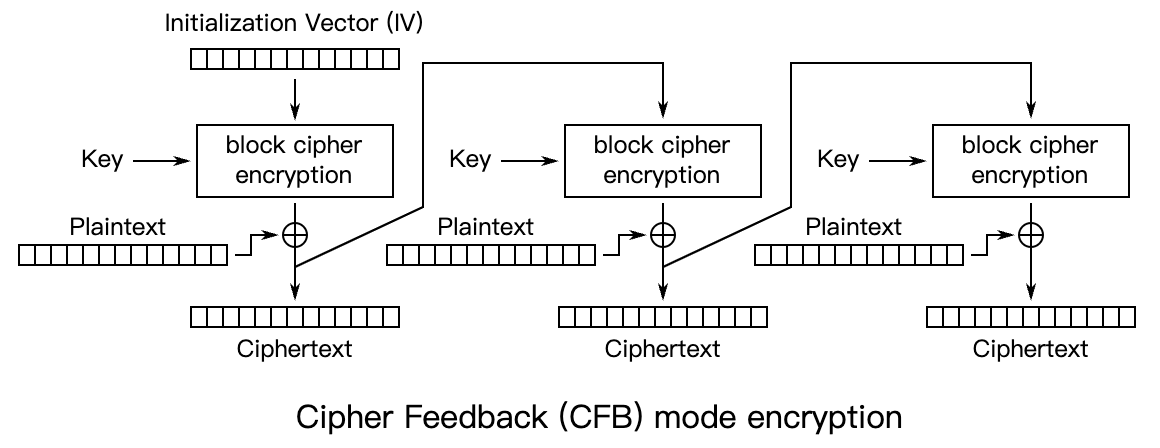 Initialization Vector (IV)
Key
block cipher
encryption
Key
block cipher
encryption
Key
block cipher
encryption
Plaintext
Plaintext
Plaintext
Ciphertext
Ciphertext
Ciphertext
Cipher Feedback (CFB) mode encryption